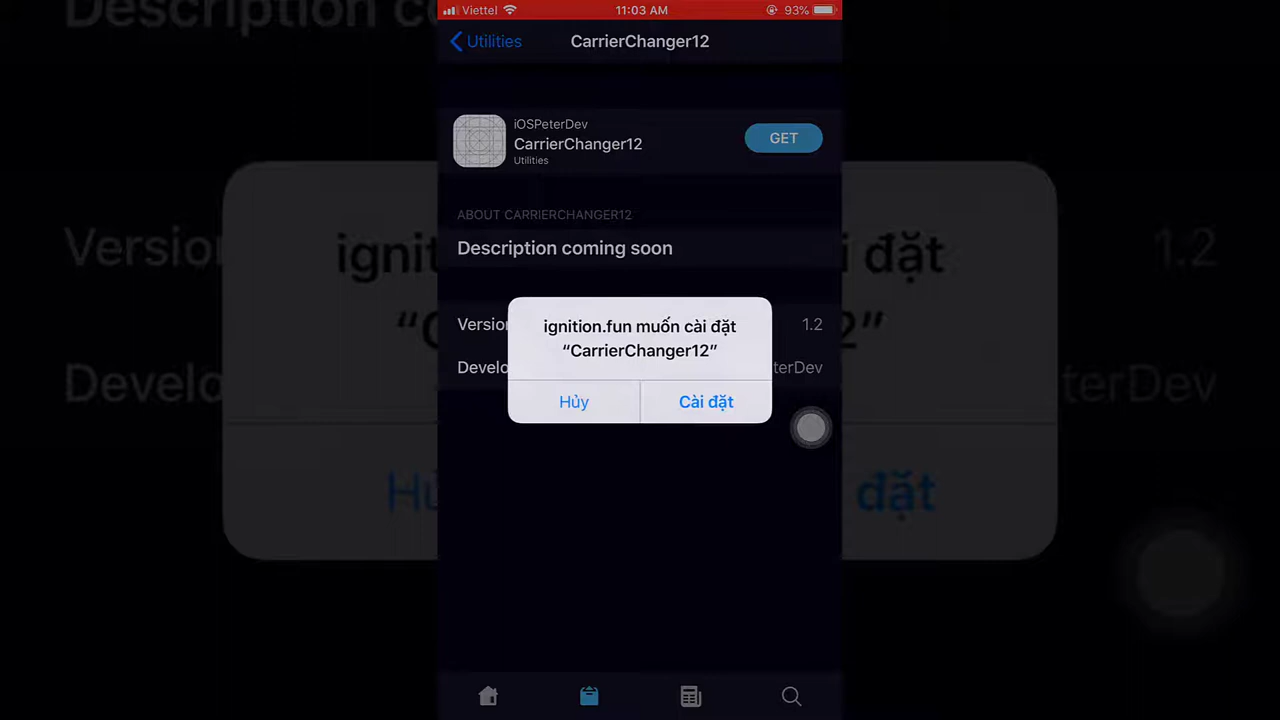 Viettel 11:03 AM 93%
Utilities CarrierChanger12
iOSPeterDev
CarrierChanger12
Utilities
GET
ABOUT CARRIERCHANGER12
Description coming soon
Versio 1.2
Develo terDev
ignition.fun muốn cài đặt
“CarrierChanger12”
Hủy Cài đặt